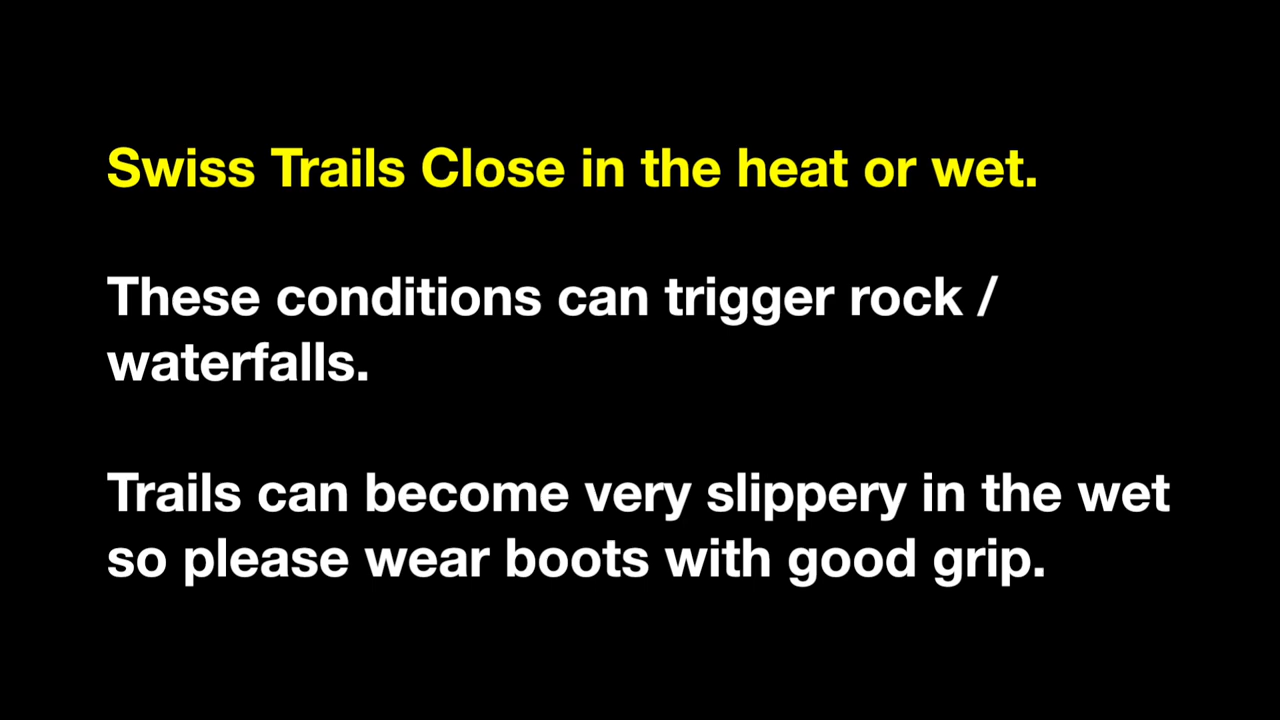 Swiss Trails Close in the heat or wet.
These conditions can trigger rock /
waterfalls.
Trails can become very slippery in the wet
so please wear boots with good grip.